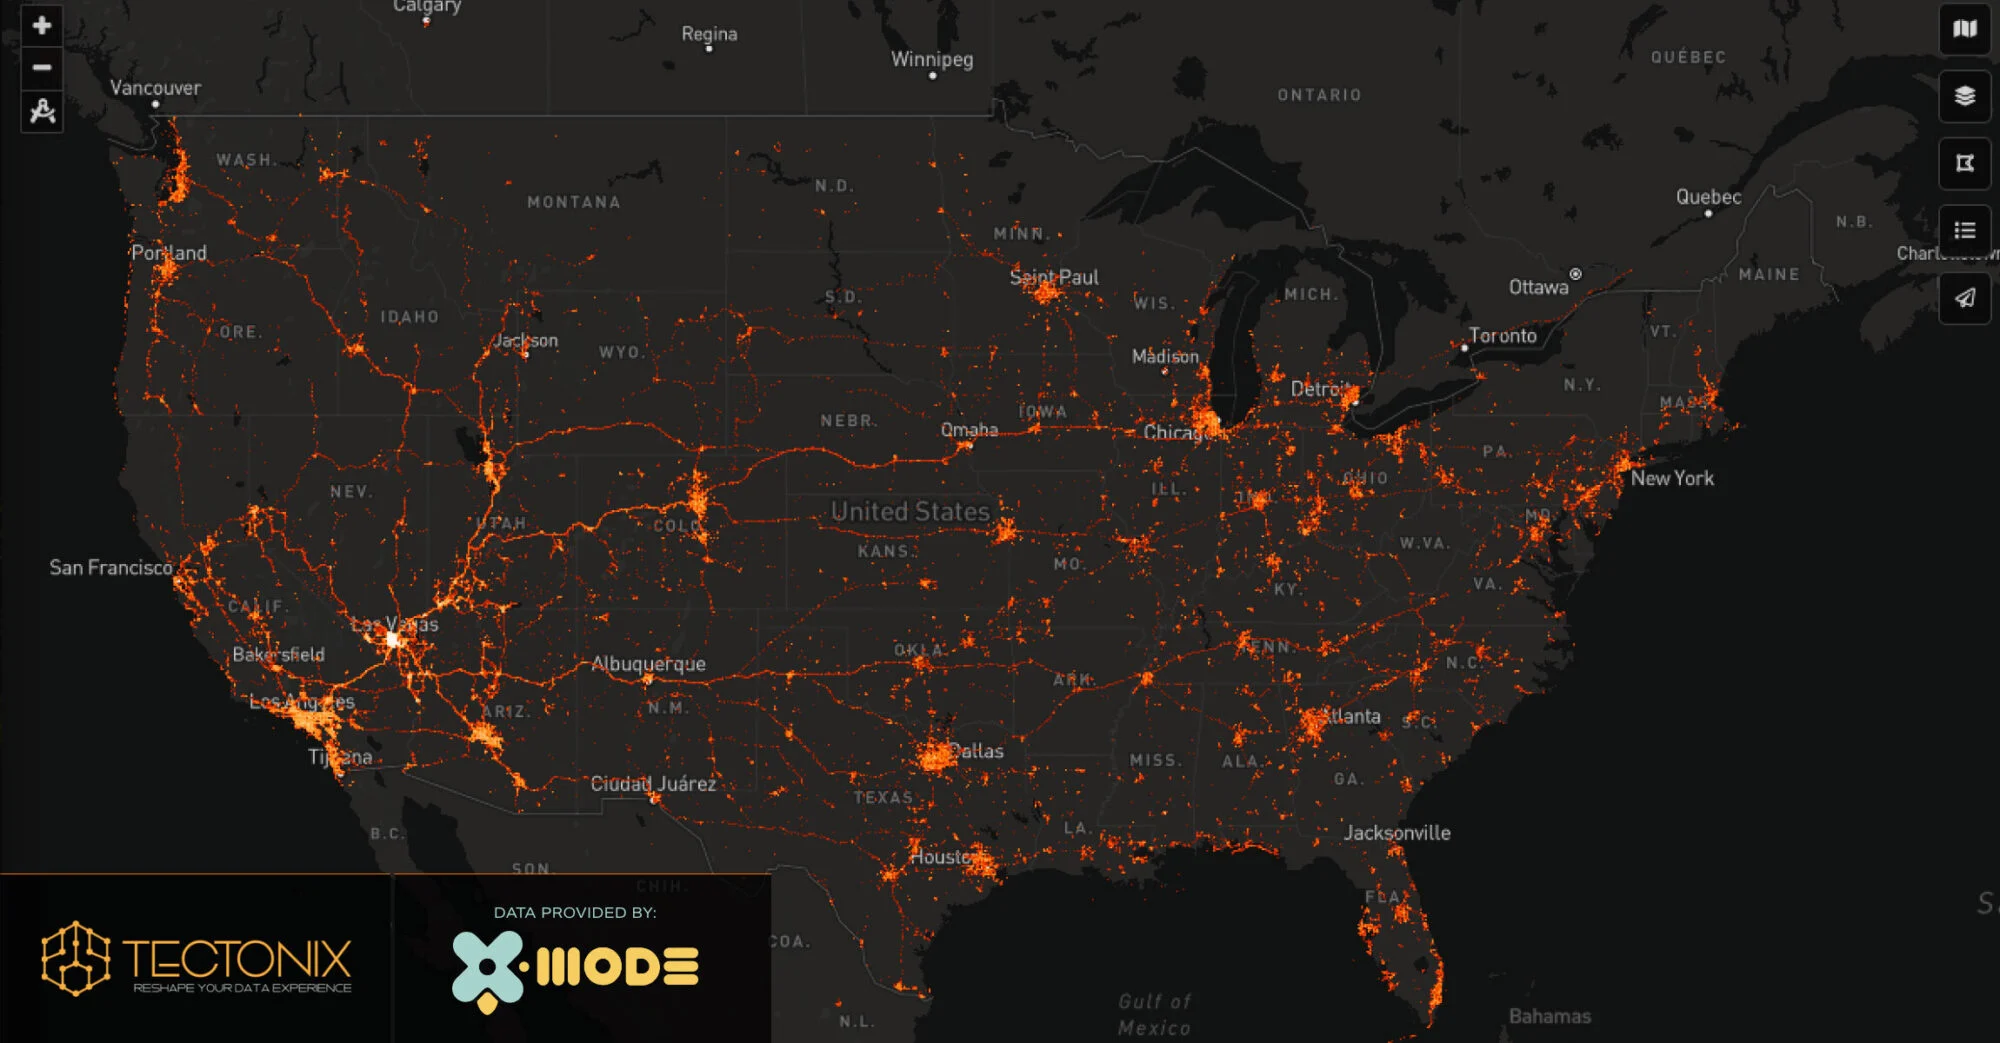 Calgary
Regina
Winnipeg
QUÉBEC
Vancouver
ONTARIO
WASH.
Quebec
MONTANA
N.D.
N.B.
MINN.
Portland
Saint Paul
MAINE
Ottawa
S.D.
WIS.
MICH.
IDAHO
ORE.
VT.
Jackson
WYO.
Toronto
Madison
Detroit
N.Y.
MASS
IOWA
NEBR.
Omaha
Chicago
PA.
OHIO
New York
NEV.
ILL.
IND.
United States
UTAH
COLO
MD.
KANS.
W.VA.
San Francisco
MO.
VA.
KY.
CALIF.
Las Vegas
Bakersfield
OKLA
TENN.
Albuquerque
N.C.
ARK.
Los Angeles
N.M.
ARIZ.
Atlanta
S.C.
Dallas
Tijuana
MISS.
ALA.
GA.
Ciudad Juárez
TEXAS
B.C.
LA.
Jacksonville
Houston
SON.
CHIH.
FLA.
COA.
DATA PROVIDED BY:
TECTONIX
RESHAPE YOUR DATA EXPERIENCE
X-MODE
Gulf of
Mexico
Bahamas
N.L.